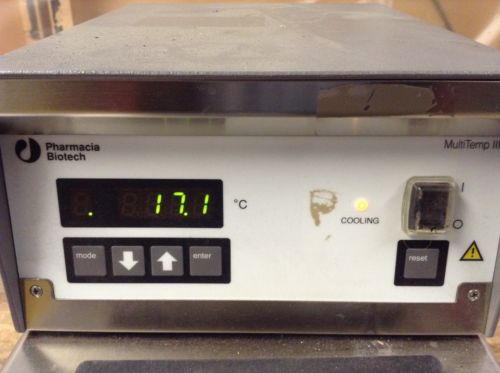 Pharmacia
Biotech
MultiTemp III
17.1 °C
COOLING
I
O
mode
enter
reset